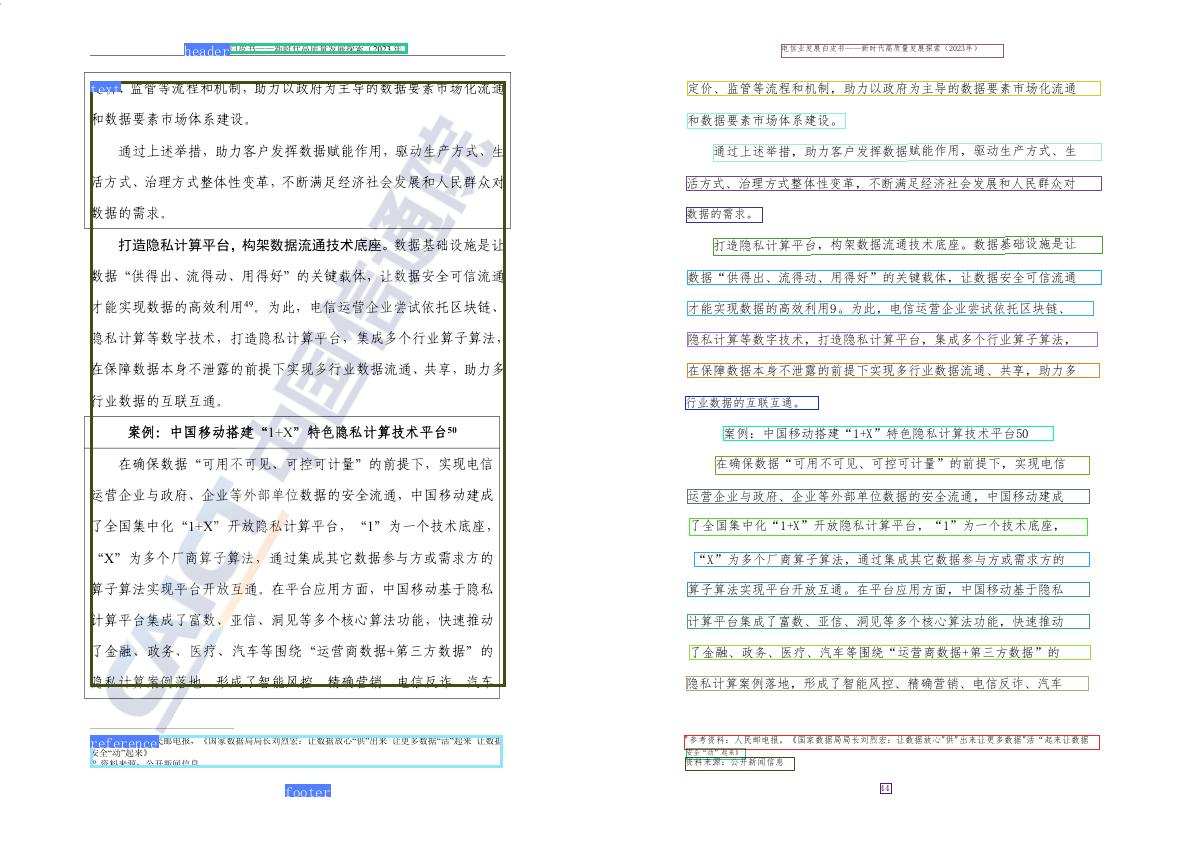 header
白皮书——新时代高质量发展探索(2023 年
text
、监管等流程和机制，助力以政府为主导的数据要素市场化流通
和数据要素市场体系建设。
通过上述举措，助力客户发挥数据赋能作用，驱动生产方式、生
活方式、治理方式整体性变革，不断满足经济社会发展和人民群众对
数据的需求。
打造隐私计算平台，构架数据流通技术底座。数据基础设施是让
数据“供得出、流得动、用得好”的关键载体，让数据安全可信流通
才能实现数据的高效利用49。为此，电信运营企业尝试依托区块链、
隐私计算等数字技术，打造隐私计算平台，集成多个行业算子算法，
在保障数据本身不泄露的前提下实现多行业数据流通、共享，助力多
行业数据的互联互通。
案例：中国移动搭建“1+X”特色隐私计算技术平台50
在确保数据“可用不可见、可控可计量”的前提下，实现电信
运营企业与政府、企业等外部单位数据的安全流通，中国移动建成
了全国集中化“1+X”开放隐私计算平台，“1”为一个技术底座，
“X”为多个厂商算子算法，通过集成其它数据参与方或需求方的
算子算法实现平台开放互通。在平台应用方面，中国移动基于隐私
计算平台集成了富数、亚信、洞见等多个核心算法功能，快速推动
了金融、政务、医疗、汽车等围绕“运营商数据+第三方数据”的
隐私计算案例落地，形成了智能风控、精确营销、电信反诈、汽车
CAICT 中国信通院
reference
民邮电报，《国家数据局局长刘烈宏：让数据放心“供”出来 让更多数据“活”起来 让数据
安全“动”起来》
资料来源：公开新闻信息
footer
电信业发展白皮书——新时代高质量发展探索(2023年)
定价、监管等流程和机制，助力以政府为主导的数据要素市场化流通
和数据要素市场体系建设。
通过上述举措，助力客户发挥数据赋能作用，驱动生产方式、生
活方式、治理方式整体性变革，不断满足经济社会发展和人民群众对
数据的需求。
打造隐私计算平台，构架数据流通技术底座。数据基础设施是让
数据“供得出、流得动、用得好”的关键载体，让数据安全可信流通
才能实现数据的高效利用9。为此，电信运营企业尝试依托区块链、
隐私计算等数字技术，打造隐私计算平台，集成多个行业算子算法，
在保障数据本身不泄露的前提下实现多行业数据流通、共享，助力多
行业数据的互联互通。
案例：中国移动搭建“1+X”特色隐私计算技术平台50
在确保数据“可用不可见、可控可计量”的前提下，实现电信
运营企业与政府、企业等外部单位数据的安全流通，中国移动建成
了全国集中化“1+X”开放隐私计算平台，“1”为一个技术底座，
“X”为多个厂商算子算法，通过集成其它数据参与方或需求方的
算子算法实现平台开放互通。在平台应用方面，中国移动基于隐私
计算平台集成了富数、亚信、洞见等多个核心算法功能，快速推动
了金融、政务、医疗、汽车等围绕“运营商数据+第三方数据”的
隐私计算案例落地，形成了智能风控、精确营销、电信反诈、汽车
参考资料：人民邮电报，《国家数据局局长刘烈宏：让数据放心"供"出来让更多数据"活“起来让数据
安全“动”起来》
资料来源：公开新闻信息
44